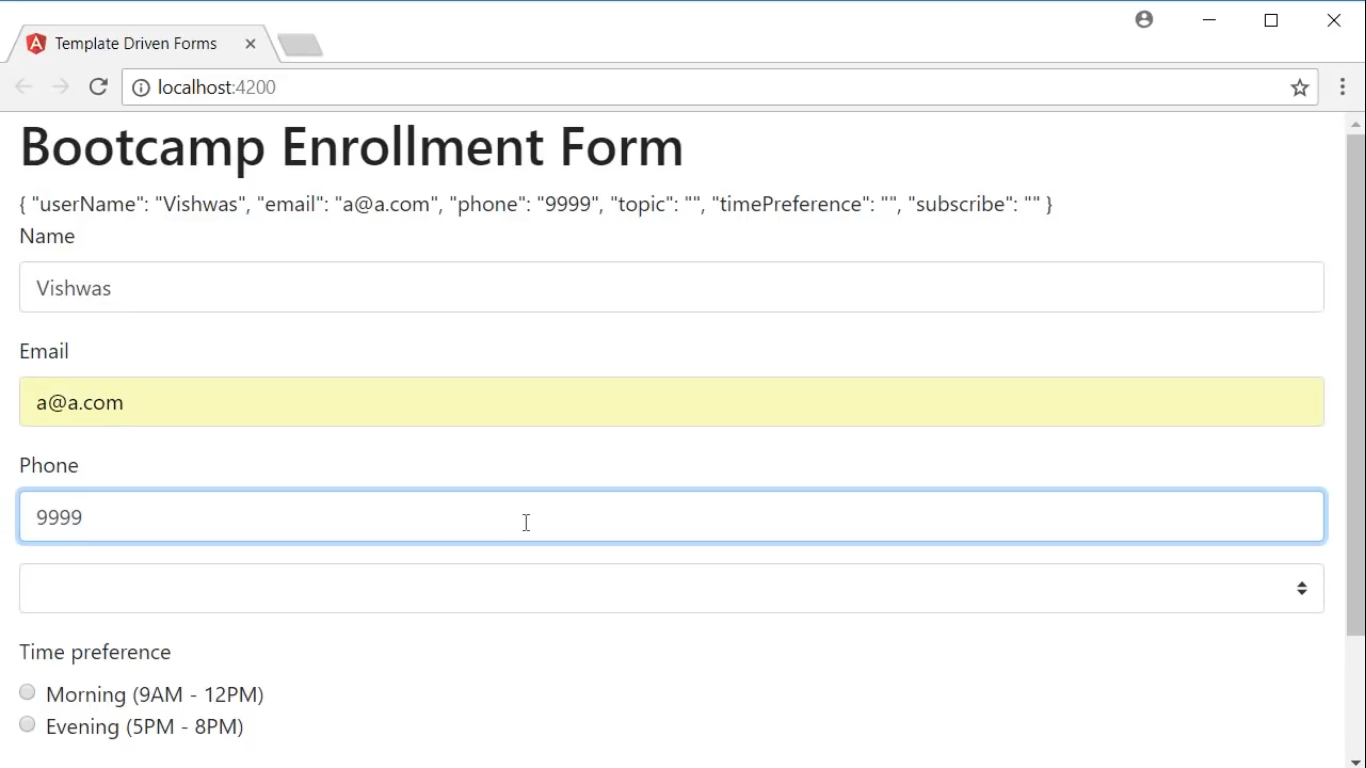 Template Driven Forms
localhost:4200
Bootcamp Enrollment Form
{ "userName": "Vishwas", "email": "a@a.com", "phone": "9999", "topic": "", "timePreference": "", "subscribe": "" }
Name
Vishwas
Email
a@a.com
Phone
9999
Time preference
Morning (9AM - 12PM)
Evening (5PM - 8PM)